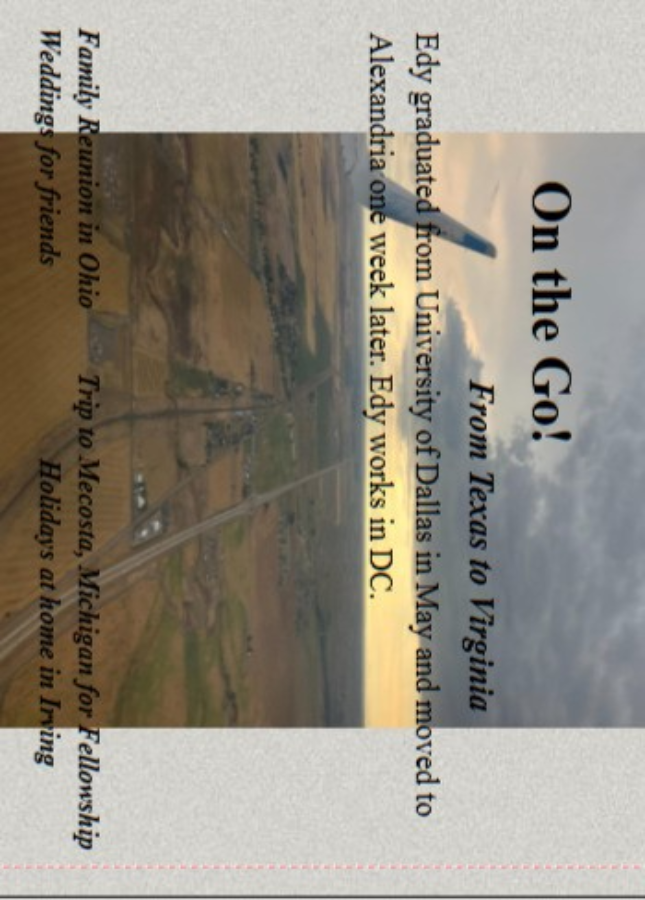 On the Go!
From Texas to Virginia
Edy graduated from University of Dallas in May and moved to
Alexandria one week later. Edy works in DC.
Family Reunion in Ohio Trip to Mecosta, Michigan for Fellowship
Weddings for friends Holidays at home in Irving